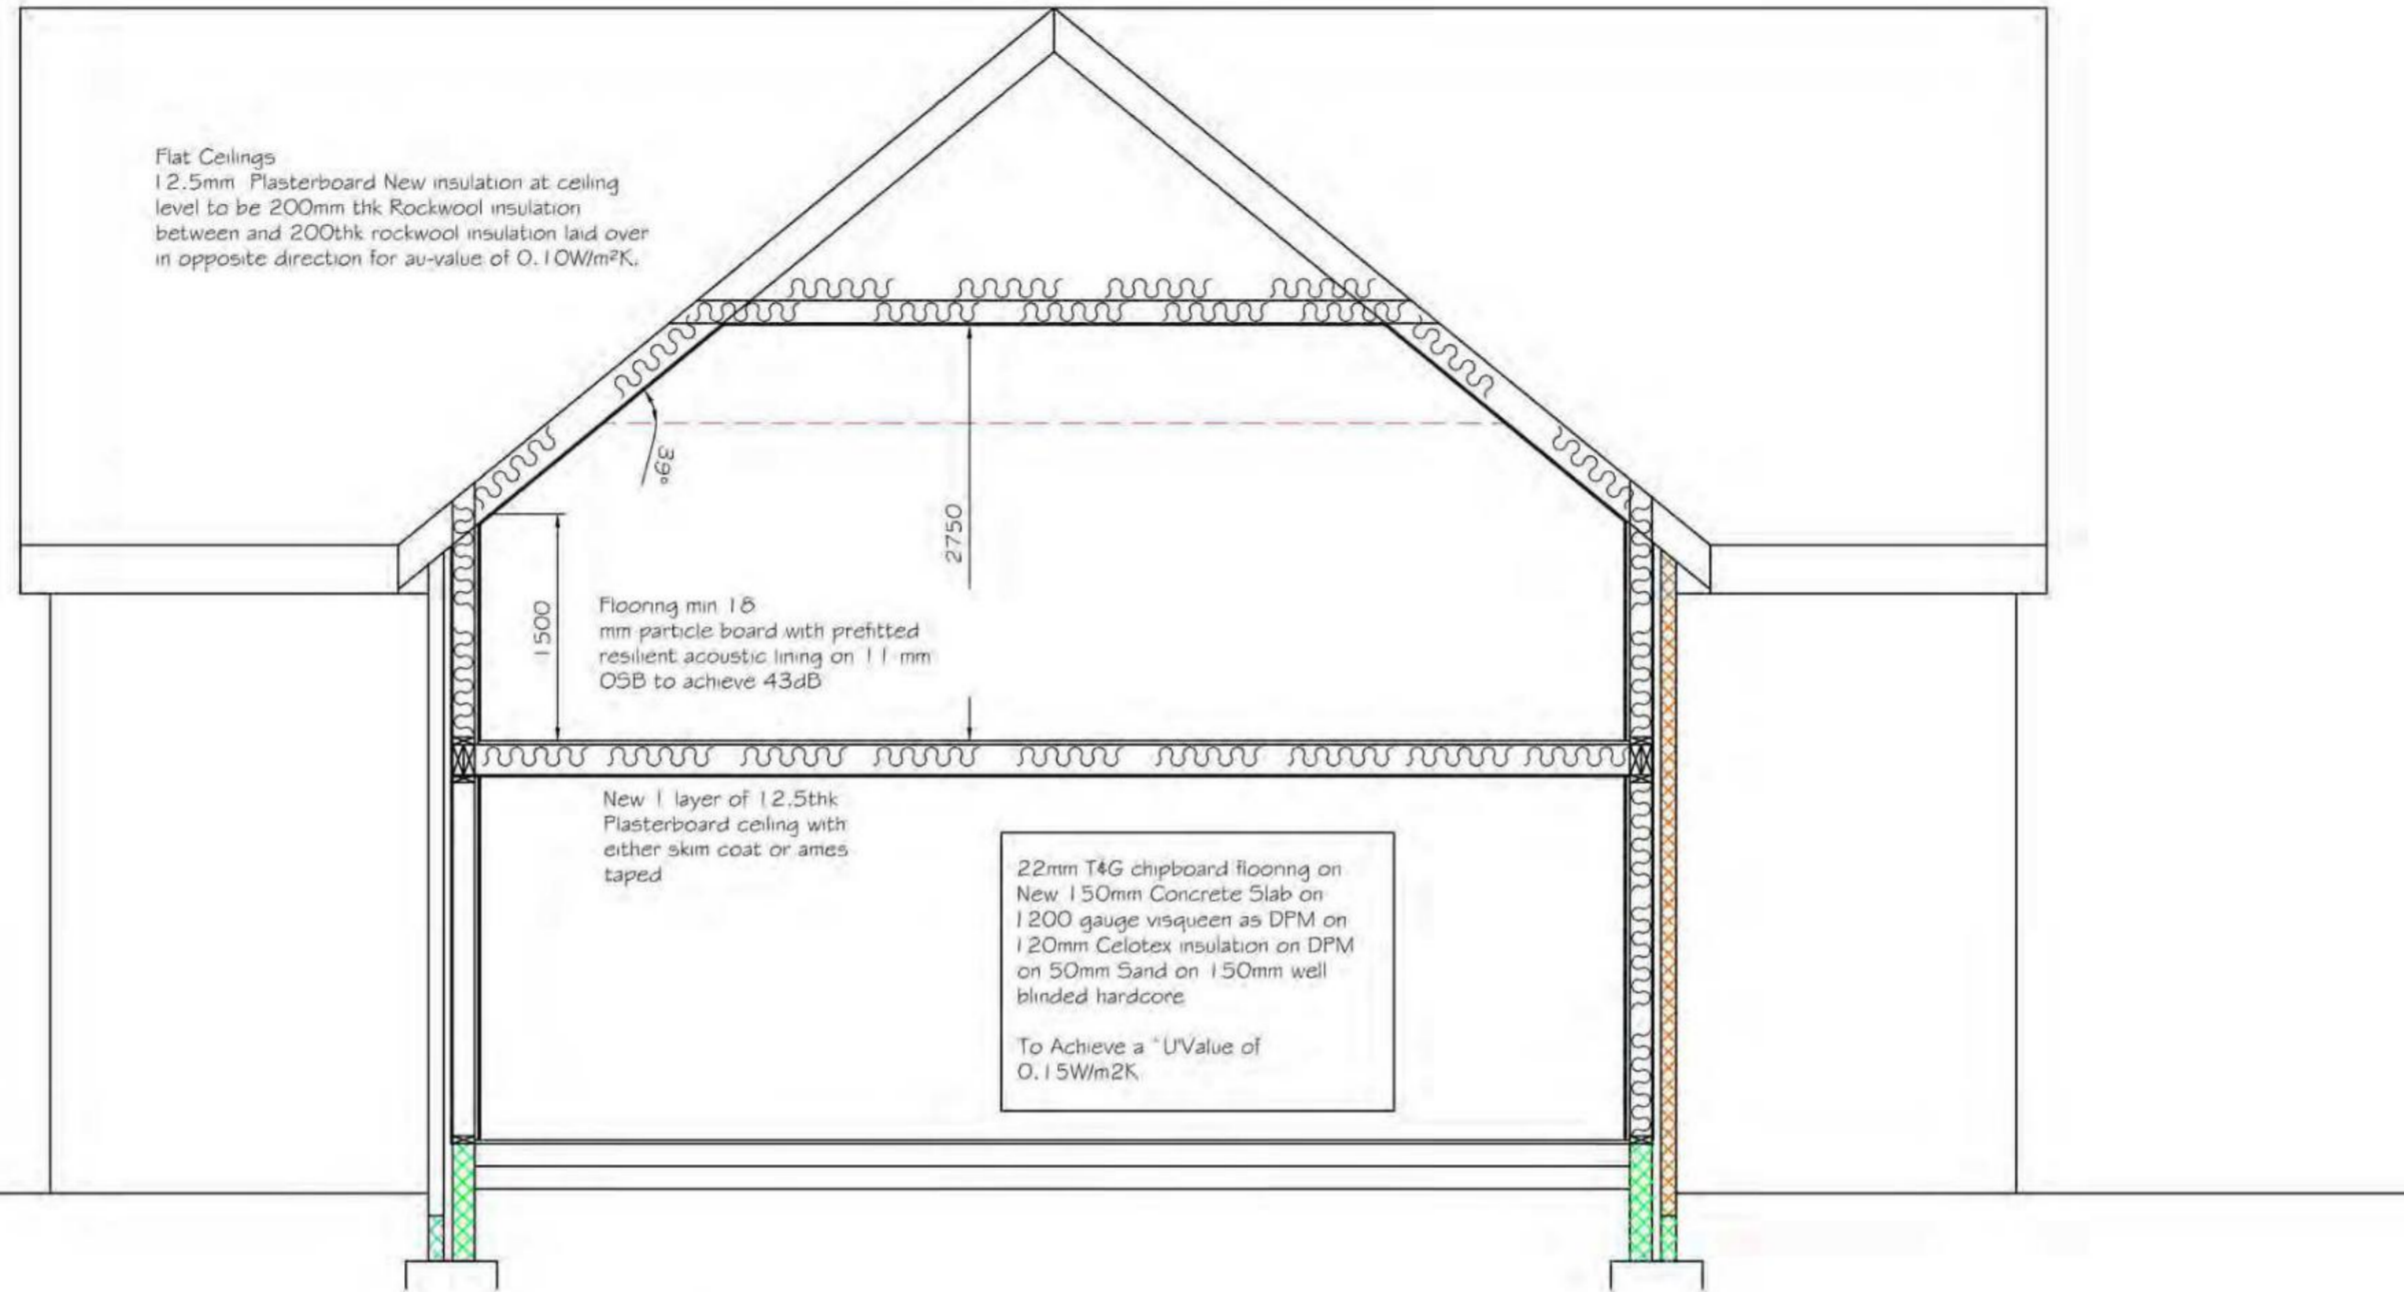 Flat Ceilings
12.5mm Plasterboard New insulation at ceiling
level to be 200mm thk Rockwool insulation
between and 200thk rockwool insulation laid over
in opposite direction for au-value of 0.10W/m²K.
39°
2750
1500
Flooring min 18
mm particle board with prefitted
resilient acoustic lining on 11 mm
OSB to achieve 43dB
New 1 layer of 12.5thk
Plasterboard ceiling with
either skim coat or ames
taped
22mm T&G chipboard flooring on
New 150mm Concrete Slab on
1200 gauge visqueen as DPM on
120mm Celotex insulation on DPM
on 50mm Sand on 150mm well
blinded hardcore
To Achieve a "U"Value of
0.15W/m2K